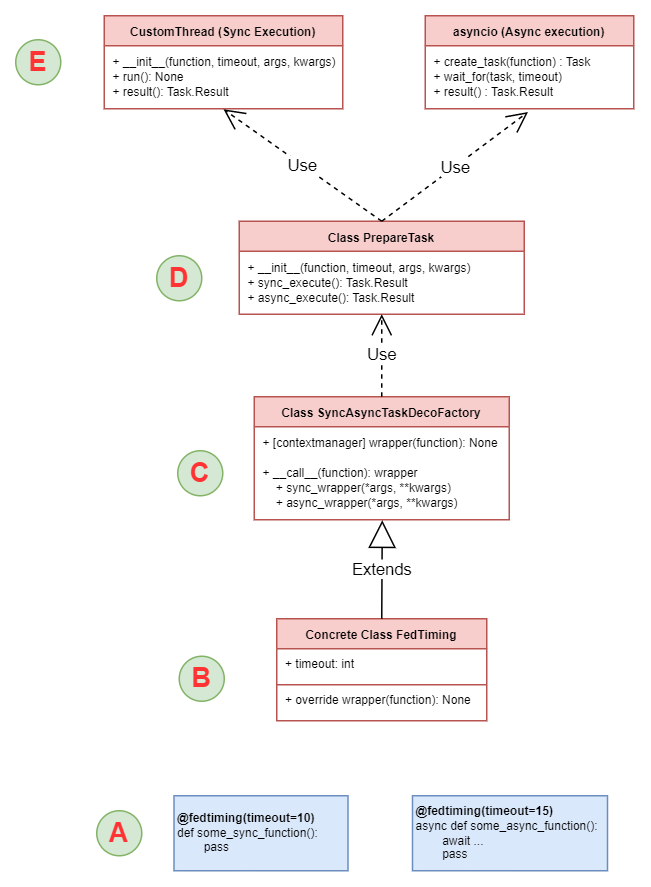 CustomThread (Sync Execution)
asyncio (Async execution)
E
+ __init__(function, timeout, args, kwargs)
+ run(): None
+ result(): Task.Result
+ create_task(function) : Task
+ wait_for(task, timeout)
+ result() : Task.Result
Use
Use
Class PrepareTask
D
+ __init__(function, timeout, args, kwargs)
+ sync_execute(): Task.Result
+ async_execute(): Task.Result
Use
Class SyncAsyncTaskDecoFactory
C
+ [contextmanager] wrapper(function): None
+ __call__(function): wrapper
+ sync_wrapper(*args, **kwargs)
+ async_wrapper(*args, **kwargs)
Extends
Concrete Class FedTiming
B
+ timeout: int
+ override wrapper(function): None
A
@fedtiming(timeout=10)
def some_sync_function():
pass
@fedtiming(timeout=15)
async def some_async_function():
await ...
pass